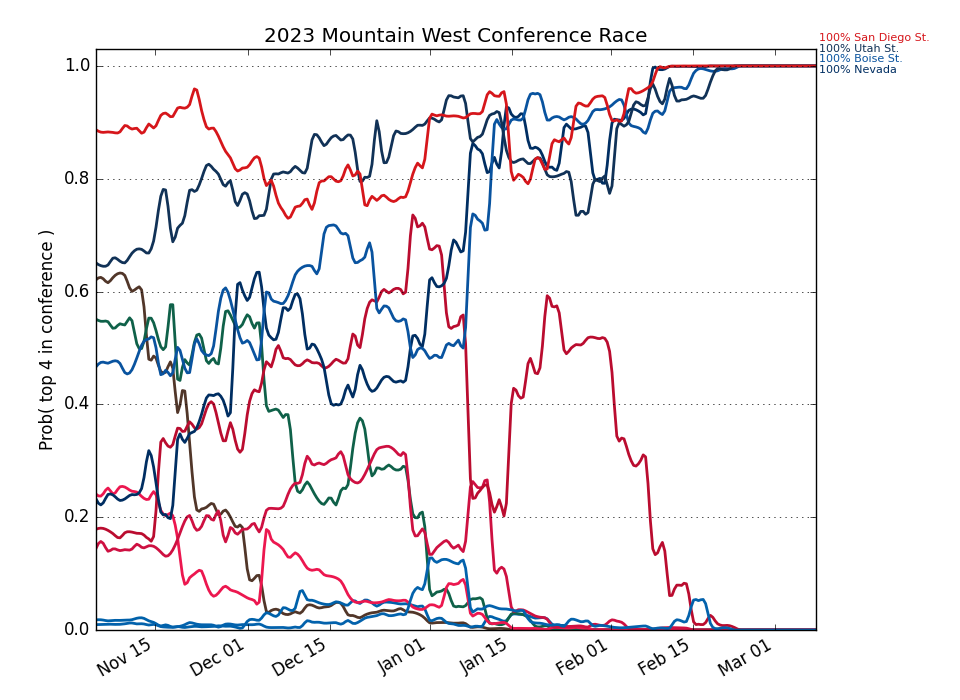 2023 Mountain West Conference Race
100% San Diego St.
100% Utah St.
100% Boise St.
100% Nevada
Prob( top 4 in conference )
1.0
0.8
0.6
0.4
0.2
0.0
Nov 15
Dec 01
Dec 15
Jan 01
Jan 15
Feb 01
Feb 15
Mar 01